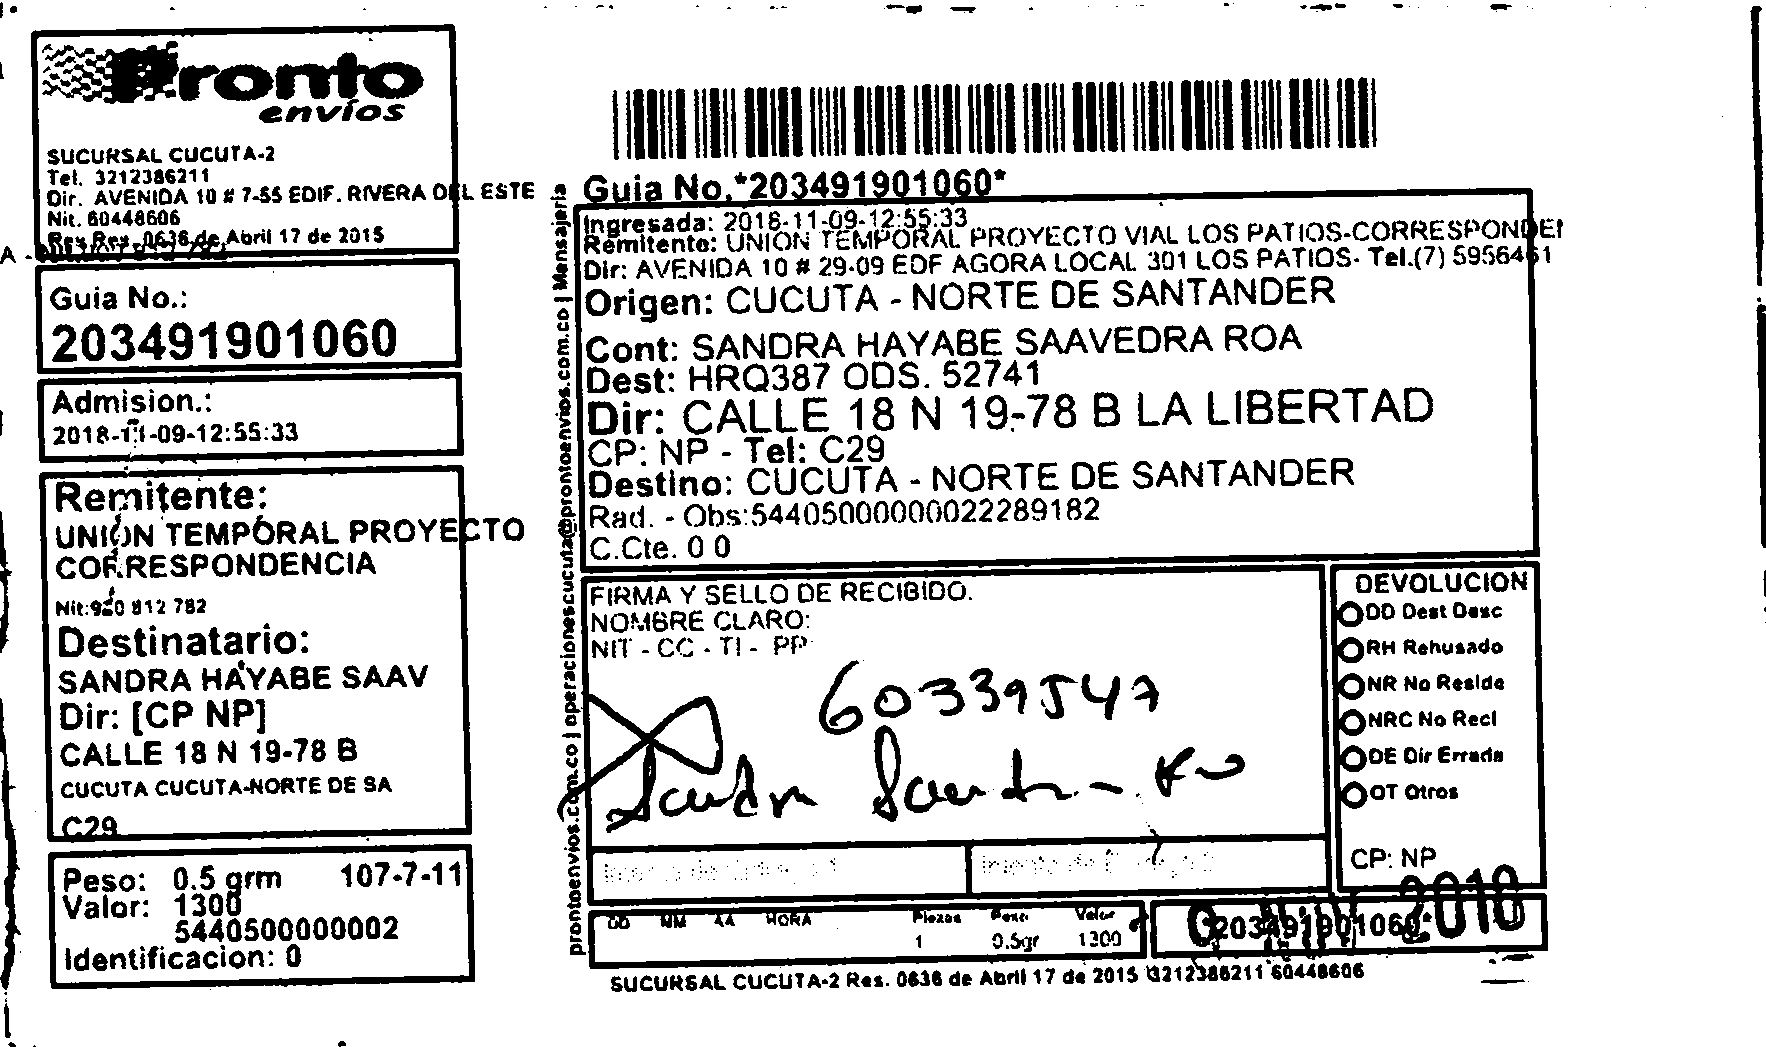 Pronto
envíos
SUCURSAL CUCUTA-2
Tel. 3212386211
Dir. AVENIDA 10 # 7-55 EDIF. RIVERA DEL ESTE
Nit. 60448606
Res Res. 0636 de Abril 17 de 2015
Guia No.:
203491901060
Admision.:
2018-11-09-12:55:33
Remitente:
UNION TEMPORAL PROYECTO
CORRESPONDENCIA
Nit:900 812 782
Destinatario:
SANDRA HAYABE SAAV
Dir: [CP NP]
CALLE 18 N 19-78 B
CUCUTA CUCUTA-NORTE DE SA
C29
Peso: 0.5 grm 107-7-11
Valor: 1300
5440500000002
Identificacion: 0
prontoenvios.com.co | operacionescucuta@prontoenvios.com.co | Mensajeria
Guia No.*203491901060*
Ingresada: 2018-11-09-12:55:33
Remitente: UNION TEMPORAL PROYECTO VIAL LOS PATIOS-CORRESPONDEN
Dir: AVENIDA 10 # 29-09 EDF AGORA LOCAL 301 LOS PATIOS- Tel.(7) 5956461
Origen: CUCUTA - NORTE DE SANTANDER
Cont: SANDRA HAYABE SAAVEDRA ROA
Dest: HRQ387 ODS. 52741
Dir: CALLE 18 N 19-78 B LA LIBERTAD
CP: NP - Tel: C29
Destino: CUCUTA - NORTE DE SANTANDER
Rad. - Obs:54405000000022289182
C.Cte. 0 0
FIRMA Y SELLO DE RECIBIDO.
NOMBRE CLARO:
NIT - CC - TI - PP
60339547
Sandra
DEVOLUCION
DD Dest Desc
RH Rehusado
NR No Reside
NRC No Recl
DE Dir Errada
OT Otros
CP: NP
DD MM AA HORA Piezas Peso Valor
1 0.5gr 1300
*203491901060*
2018
SUCURSAL CUCUTA-2 Res. 0636 de Abril 17 de 2015 3212386211 60448606